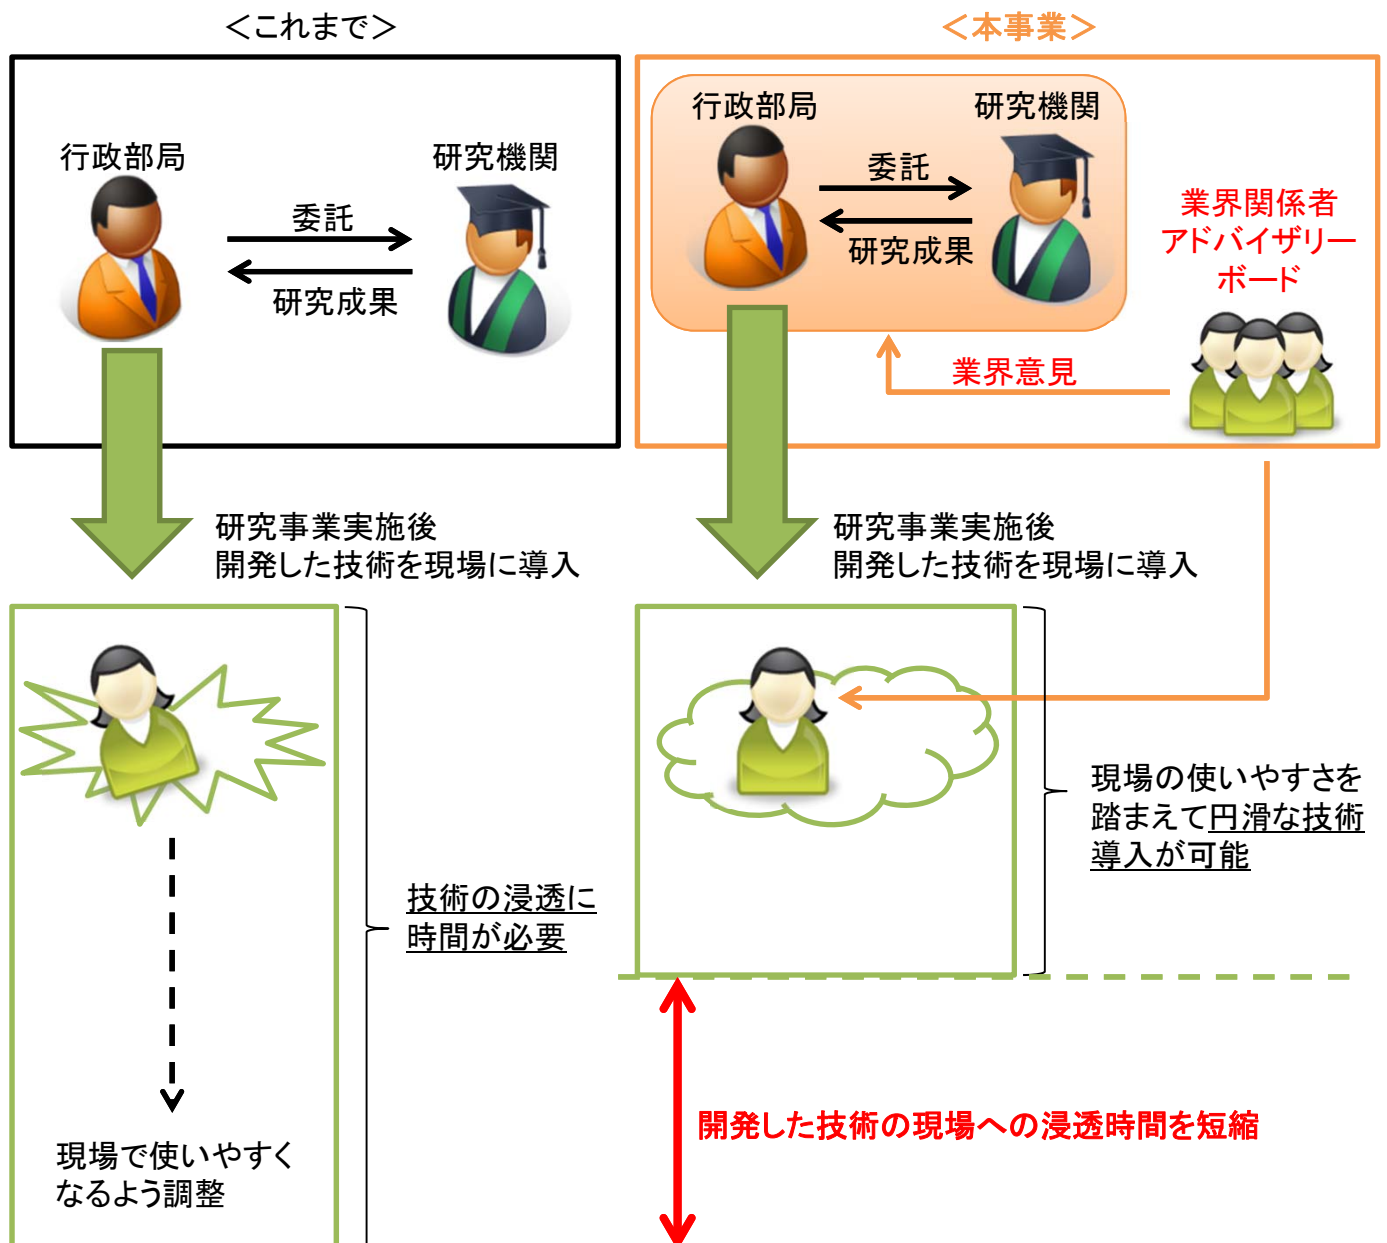 ＜これまで＞
行政部局
研究機関
委託
研究成果
研究事業実施後
開発した技術を現場に導入
技術の浸透に
時間が必要
現場で使いやすく
なるよう調整
＜本事業＞
行政部局
研究機関
委託
研究成果
業界関係者
アドバイザリー
ボード
業界意見
研究事業実施後
開発した技術を現場に導入
現場の使いやすさを
踏まえて円滑な技術
導入が可能
開発した技術の現場への浸透時間を短縮